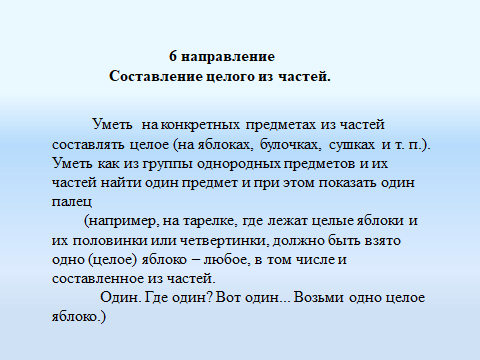 6 направление
Составление целого из частей.
Уметь на конкретных предметах из частей
составлять целое (на яблоках, булочках, сушках и т. п.).
Уметь как из группы однородных предметов и их
частей найти один предмет и при этом показать один
палец
(например, на тарелке, где лежат целые яблоки и
их половинки или четвертинки, должно быть взято
одно (целое) яблоко – любое, в том числе и
составленное из частей.
Один. Где один? Вот один... Возьми одно целое
яблоко.)